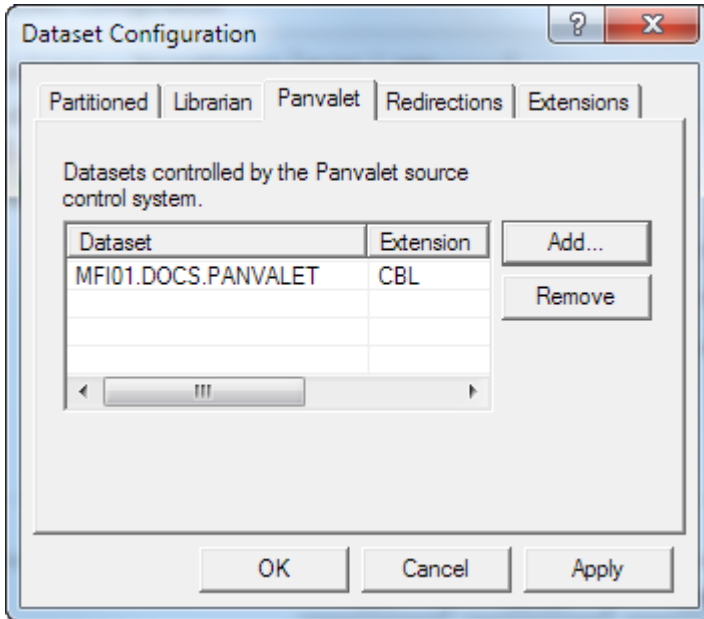 Dataset Configuration
?
Partitioned Librarian Panvalet Redirections Extensions
Datasets controlled by the Panvalet source
control system.
Dataset Extension Add...
MFI01.DOCS.PANVALET CBL
Remove
OK Cancel Apply